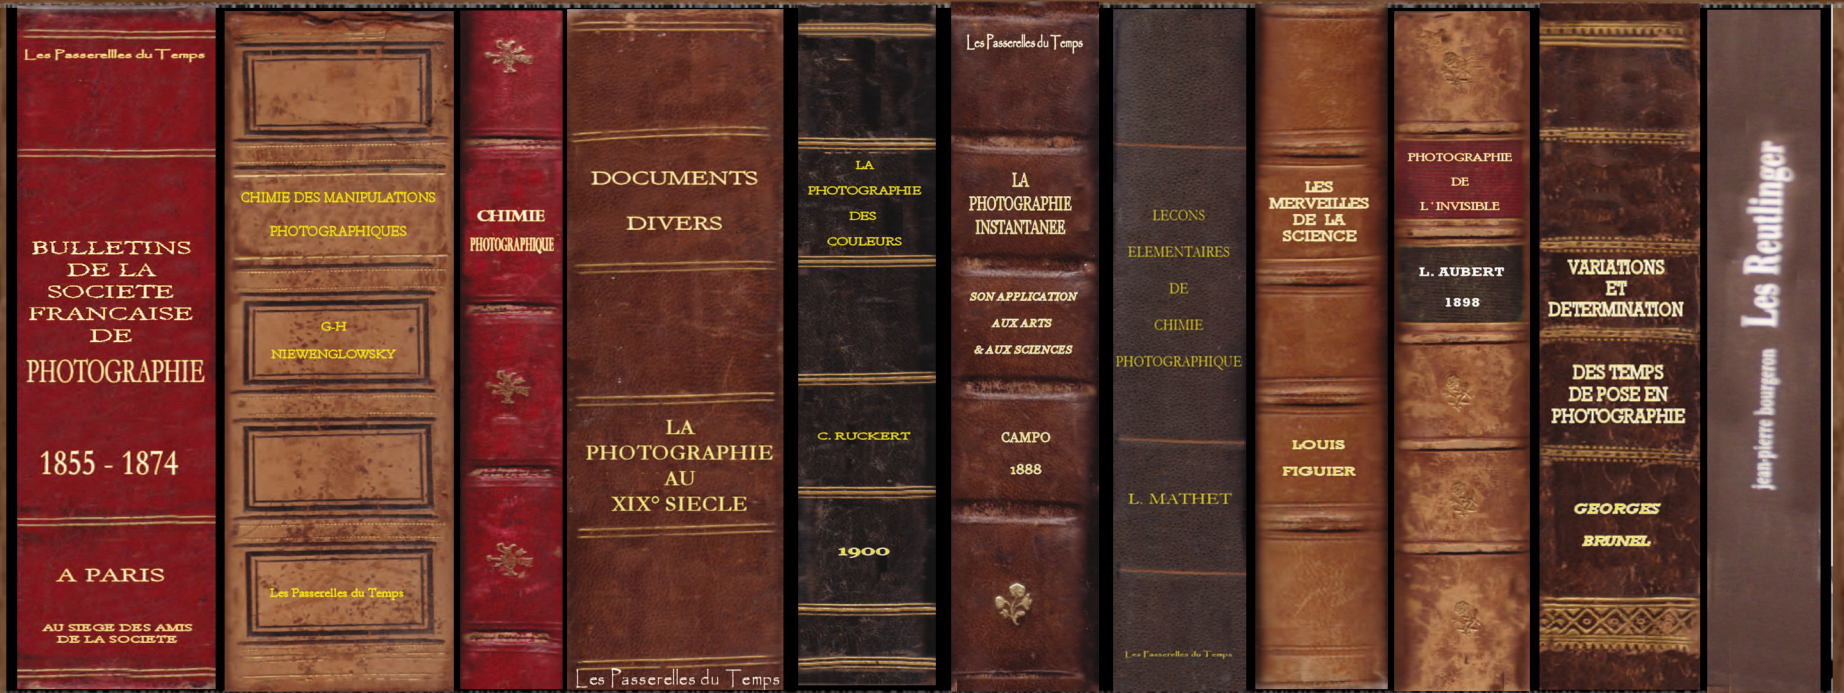 Les Passerellles du Temps
BULLETINS
DE LA
SOCIETE
FRANCAISE
DE
PHOTOGRAPHIE
1855 - 1874
A PARIS
AU SIEGE DES AMIS
DE LA SOCIETE
CHIMIE DES MANIPULATIONS
PHOTOGRAPHIQUES
G-H
NIEWENGLOWSKY
Les Passerelles du Temps
CHIMIE
PHOTOGRAPHIQUE
DOCUMENTS
DIVERS
LA
PHOTOGRAPHIE
AU
XIX° SIECLE
Les Passerelles du Temps
LA
PHOTOGRAPHIE
DES
COULEURS
C. RUCKERT
1900
Les Passerelles du Temps
LA
PHOTOGRAPHIE
INSTANTANEE
SON APPLICATION
AUX ARTS
& AUX SCIENCES
CAMPO
1888
LECONS
ELEMENTAIRES
DE
CHIMIE
PHOTOGRAPHIQUE
L. MATHET
Les Passerelles du Temps
LES
MERVEILLES
DE LA
SCIENCE
LOUIS
FIGUIER
PHOTOGRAPHIE
DE
L'INVISIBLE
L. AUBERT
1898
VARIATIONS
ET
DETERMINATION
DES TEMPS
DE POSE EN
PHOTOGRAPHIE
GEORGES
BRUNEL
jean-pierre bourgeron Les Reutlinger